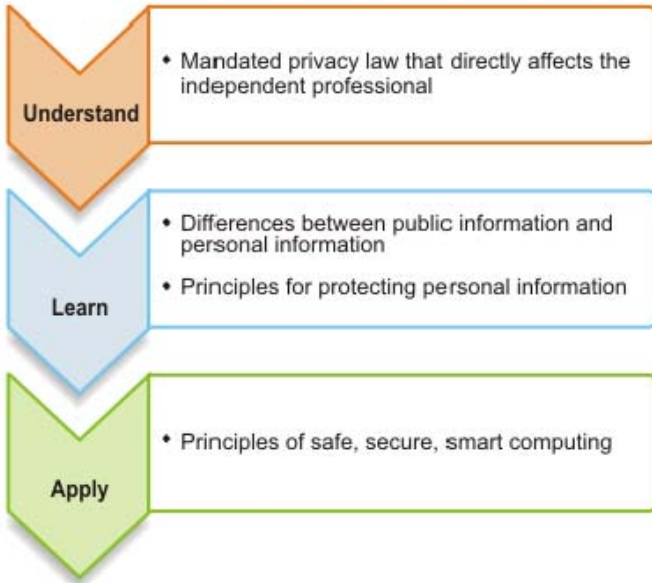 Understand
• Mandated privacy law that directly affects the
independent professional
Learn
• Differences between public information and
personal information
• Principles for protecting personal information
Apply
• Principles of safe, secure, smart computing